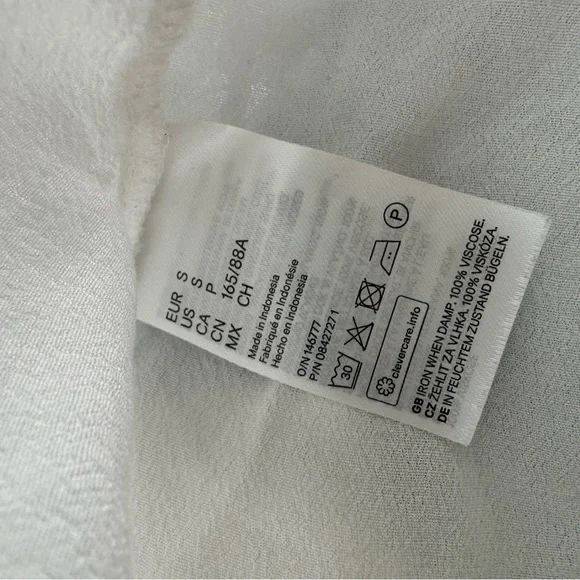 EUR S
US S
CA P
CN 165/88A
MX CH
Made in Indonesia
Fabriqué en Indonésie
Hecho en Indonesia
O/N 146777
P/N 08427271
30
P
clevercare.info
GB IRON WHEN DAMP. 100% VISCOSE.
CZ ŽEHLIT ZA VLHKA. 100% VISKÓZA.
DE IN FEUCHTEM ZUSTAND BÜGELN.